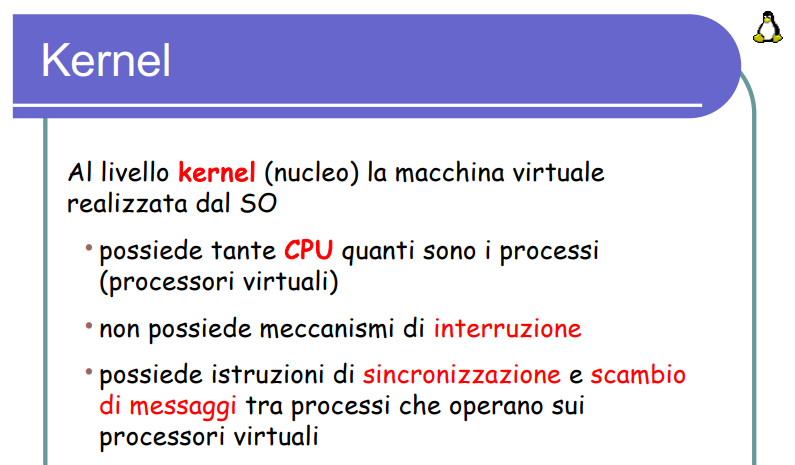 Kernel
Al livello kernel (nucleo) la macchina virtuale
realizzata dal SO
• possiede tante CPU quanti sono i processi
(processori virtuali)
• non possiede meccanismi di interruzione
• possiede istruzioni di sincronizzazione e scambio
di messaggi tra processi che operano sui
processori virtuali